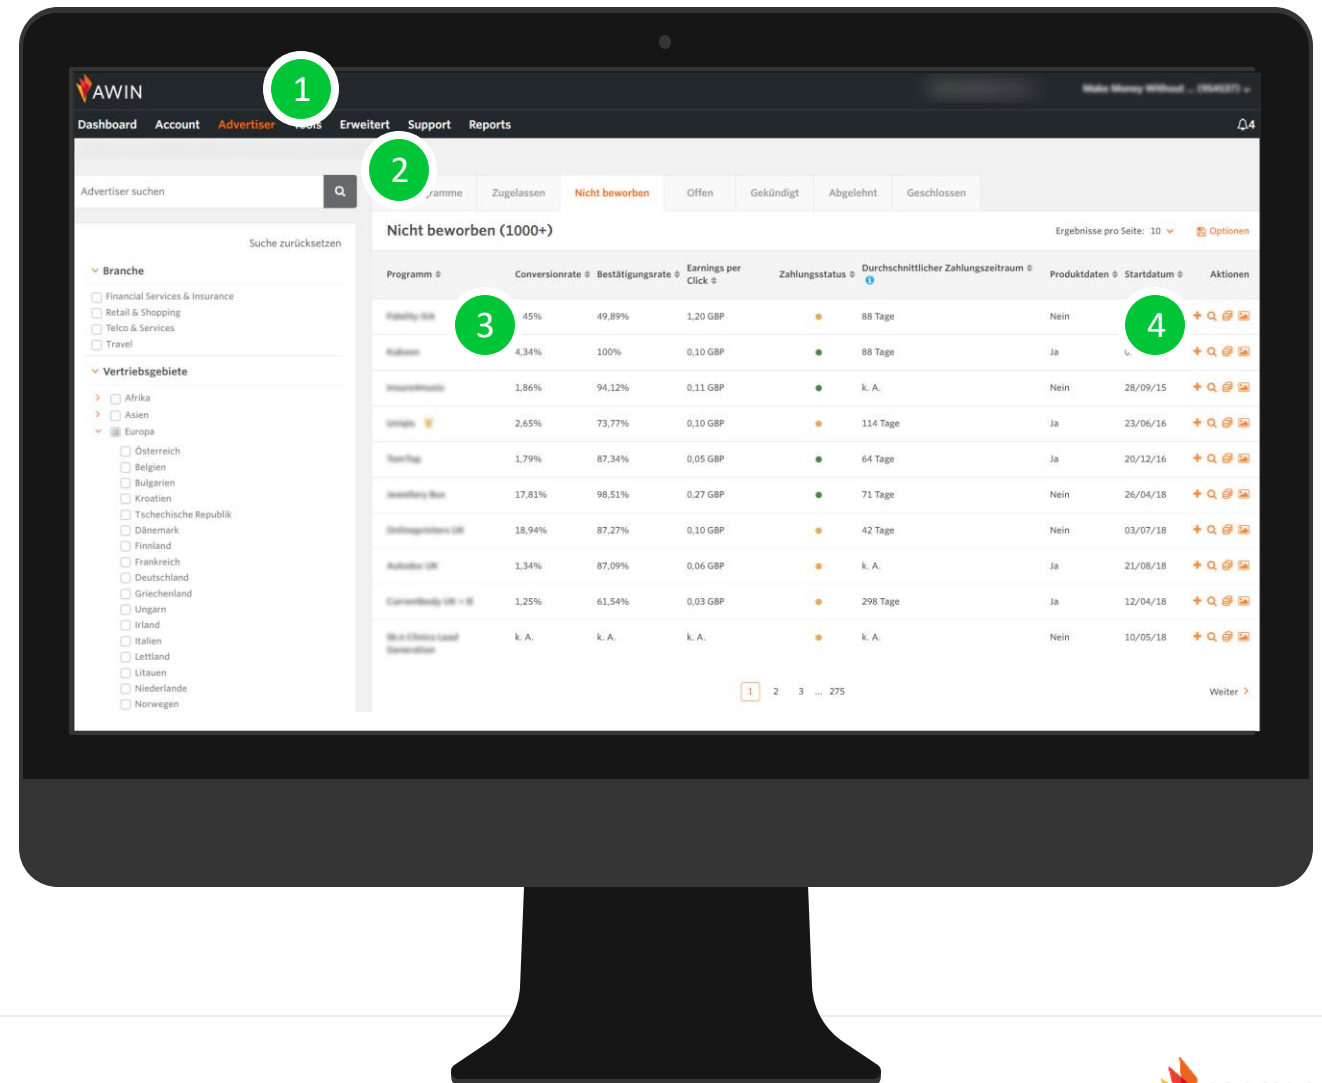 1
AWIN
Dashboard Account Advertiser Erweitert Support Reports 4
2
Advertiser suchen
Zugelassen Nicht beworben Offen Gekündigt Abgelehnt Geschlossen
Nicht beworben (1000+) Ergebnisse pro Seite: 10 Optionen
Suche zurücksetzen
Branche
Financial Services & Insurance
Retail & Shopping
Telco & Services
Travel
Vertriebsgebiete
Afrika
Asien
Europa
Österreich
Belgien
Bulgarien
Kroatien
Tschechische Republik
Dänemark
Finnland
Frankreich
Deutschland
Griechenland
Ungarn
Irland
Italien
Lettland
Litauen
Niederlande
Norwegen
Programm Conversionrate Bestätigungsrate Earnings per Click Zahlungsstatus Durchschnittlicher Zahlungszeitraum Produktdaten Startdatum Aktionen
3 45% 49,89% 1,20 GBP 88 Tage Nein 4
4,34% 100% 0,10 GBP 88 Tage Ja
1,86% 94,12% 0,11 GBP k. A. Nein 28/09/15
2,65% 73,77% 0,10 GBP 114 Tage Ja 23/06/16
1,79% 87,34% 0,05 GBP 64 Tage Ja 20/12/16
17,81% 98,51% 0,27 GBP 71 Tage Nein 26/04/18
18,94% 87,27% 0,10 GBP 42 Tage Nein 03/07/18
1,34% 87,09% 0,06 GBP k. A. Ja 21/08/18
1,25% 61,54% 0,03 GBP 298 Tage Ja 12/04/18
k. A. k. A. k. A. k. A. Nein 10/05/18
1 2 3 ... 275 Weiter